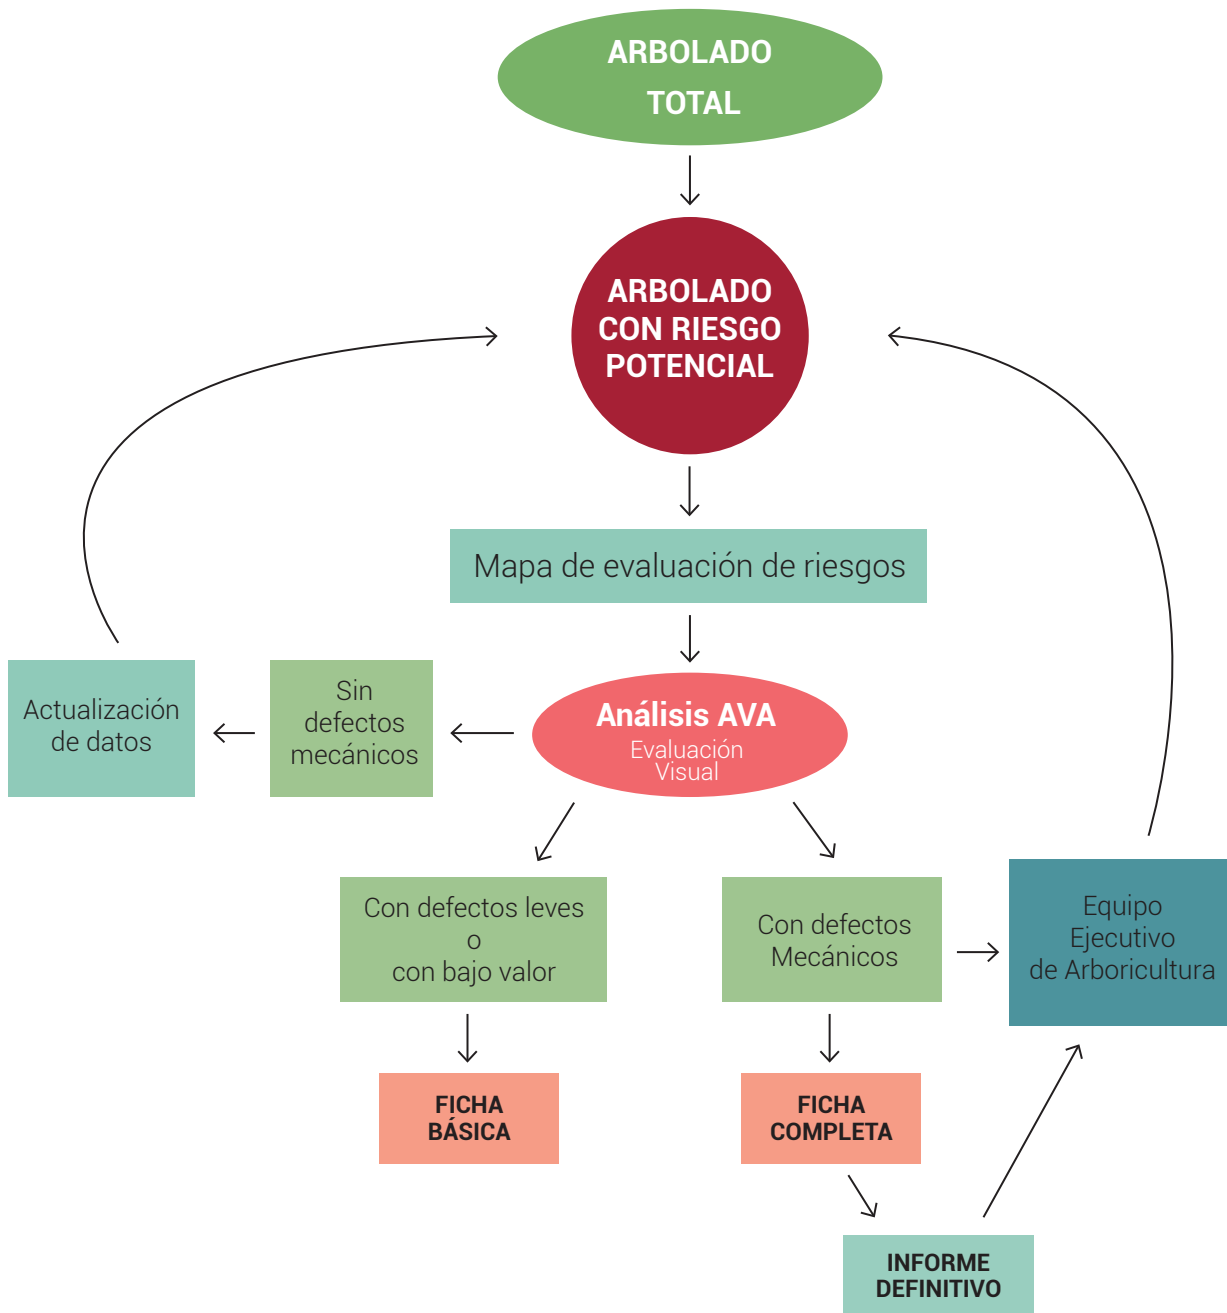 ARBOLADO
TOTAL
ARBOLADO
CON RIESGO
POTENCIAL
Mapa de evaluación de riesgos
Actualización
de datos
Sin
defectos
mecánicos
Análisis AVA
Evaluación
Visual
Con defectos leves
o
con bajo valor
Con defectos
Mecánicos
Equipo
Ejecutivo
de Arboricultura
FICHA
BÁSICA
FICHA
COMPLETA
INFORME
DEFINITIVO